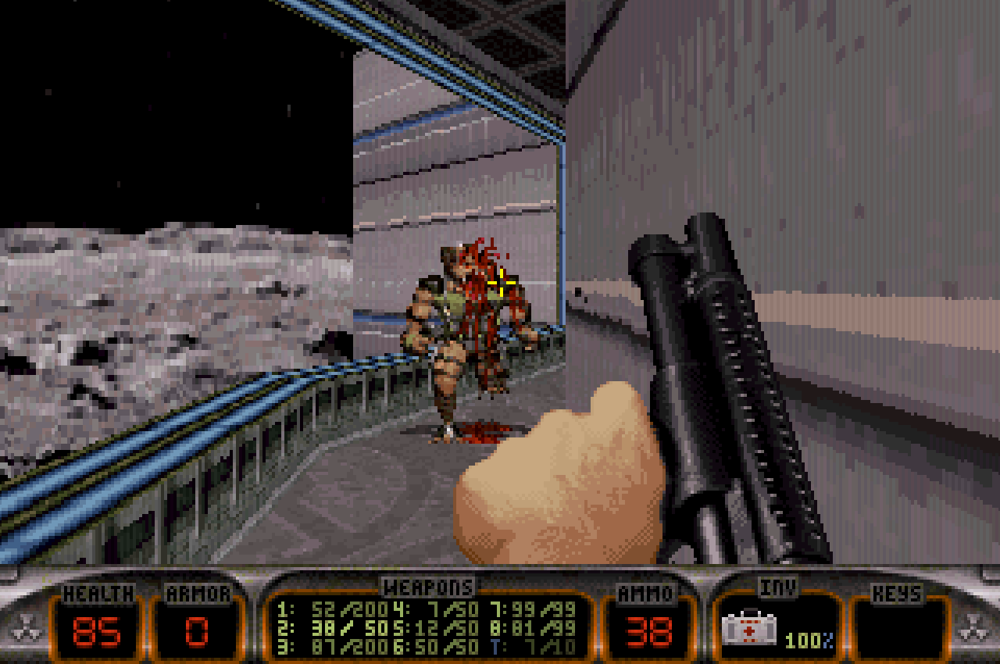 HEALTH ARMOR WEAPONS AMMO INV KEYS
1: 52/200 4: 7/50 7:99/99
2: 38/ 50 5:12/50 8:81/99
3: 87/200 6:50/50 T: 7/10
85 0 38 100%